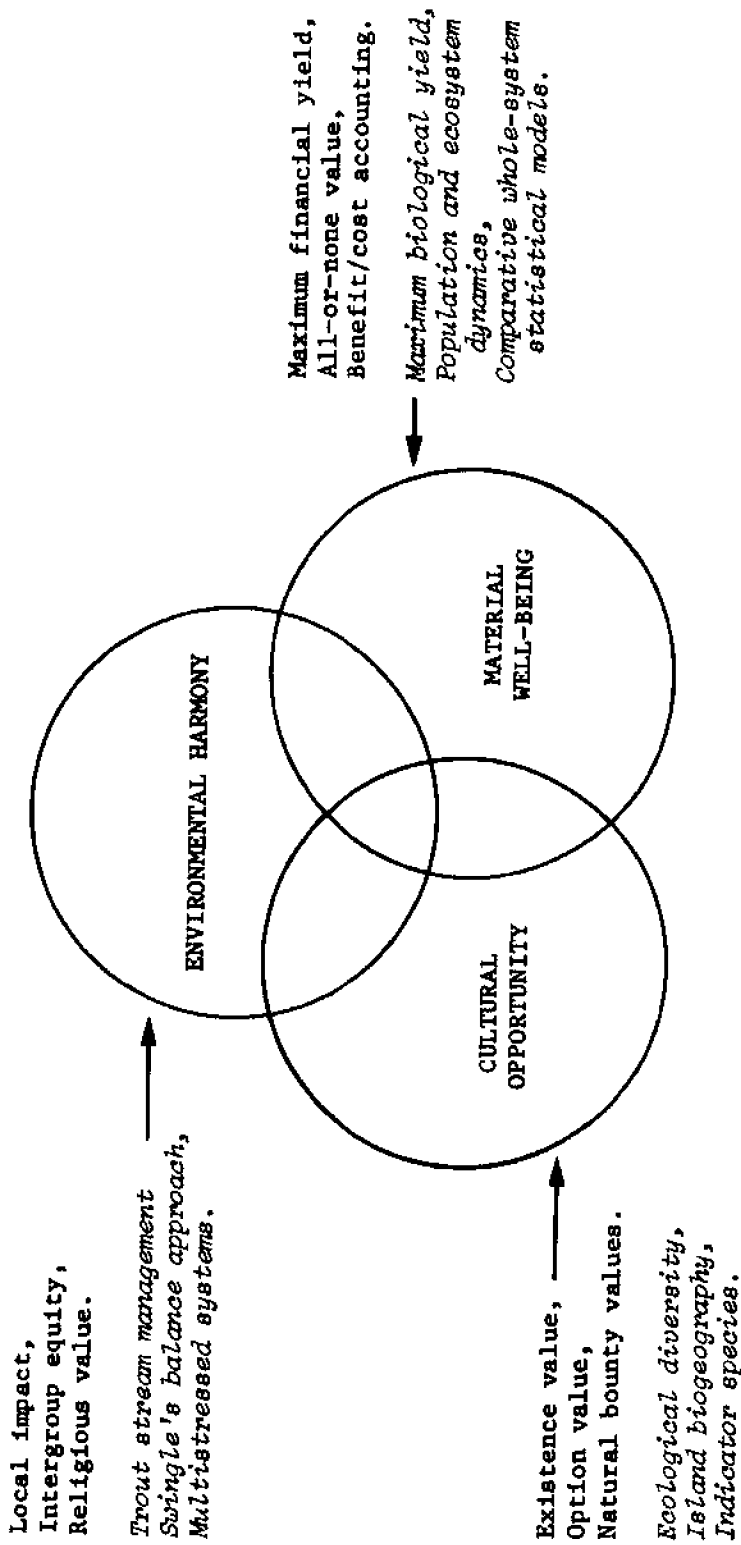 Local impact,
Intergroup equity,
Religious value.
Trout stream management
Swingle's balance approach,
Multistressed systems.
ENVIRONMENTAL HARMONY
Maximum financial yield,
All-or-none value,
Benefit/cost accounting.
Maximum biological yield,
Population and ecosystem
dynamics,
Comparative whole-system
statistical models.
CULTURAL
OPPORTUNITY
MATERIAL
WELL-BEING
Existence value,
Option value,
Natural bounty values.
Ecological diversity,
Island biogeography,
Indicator species.